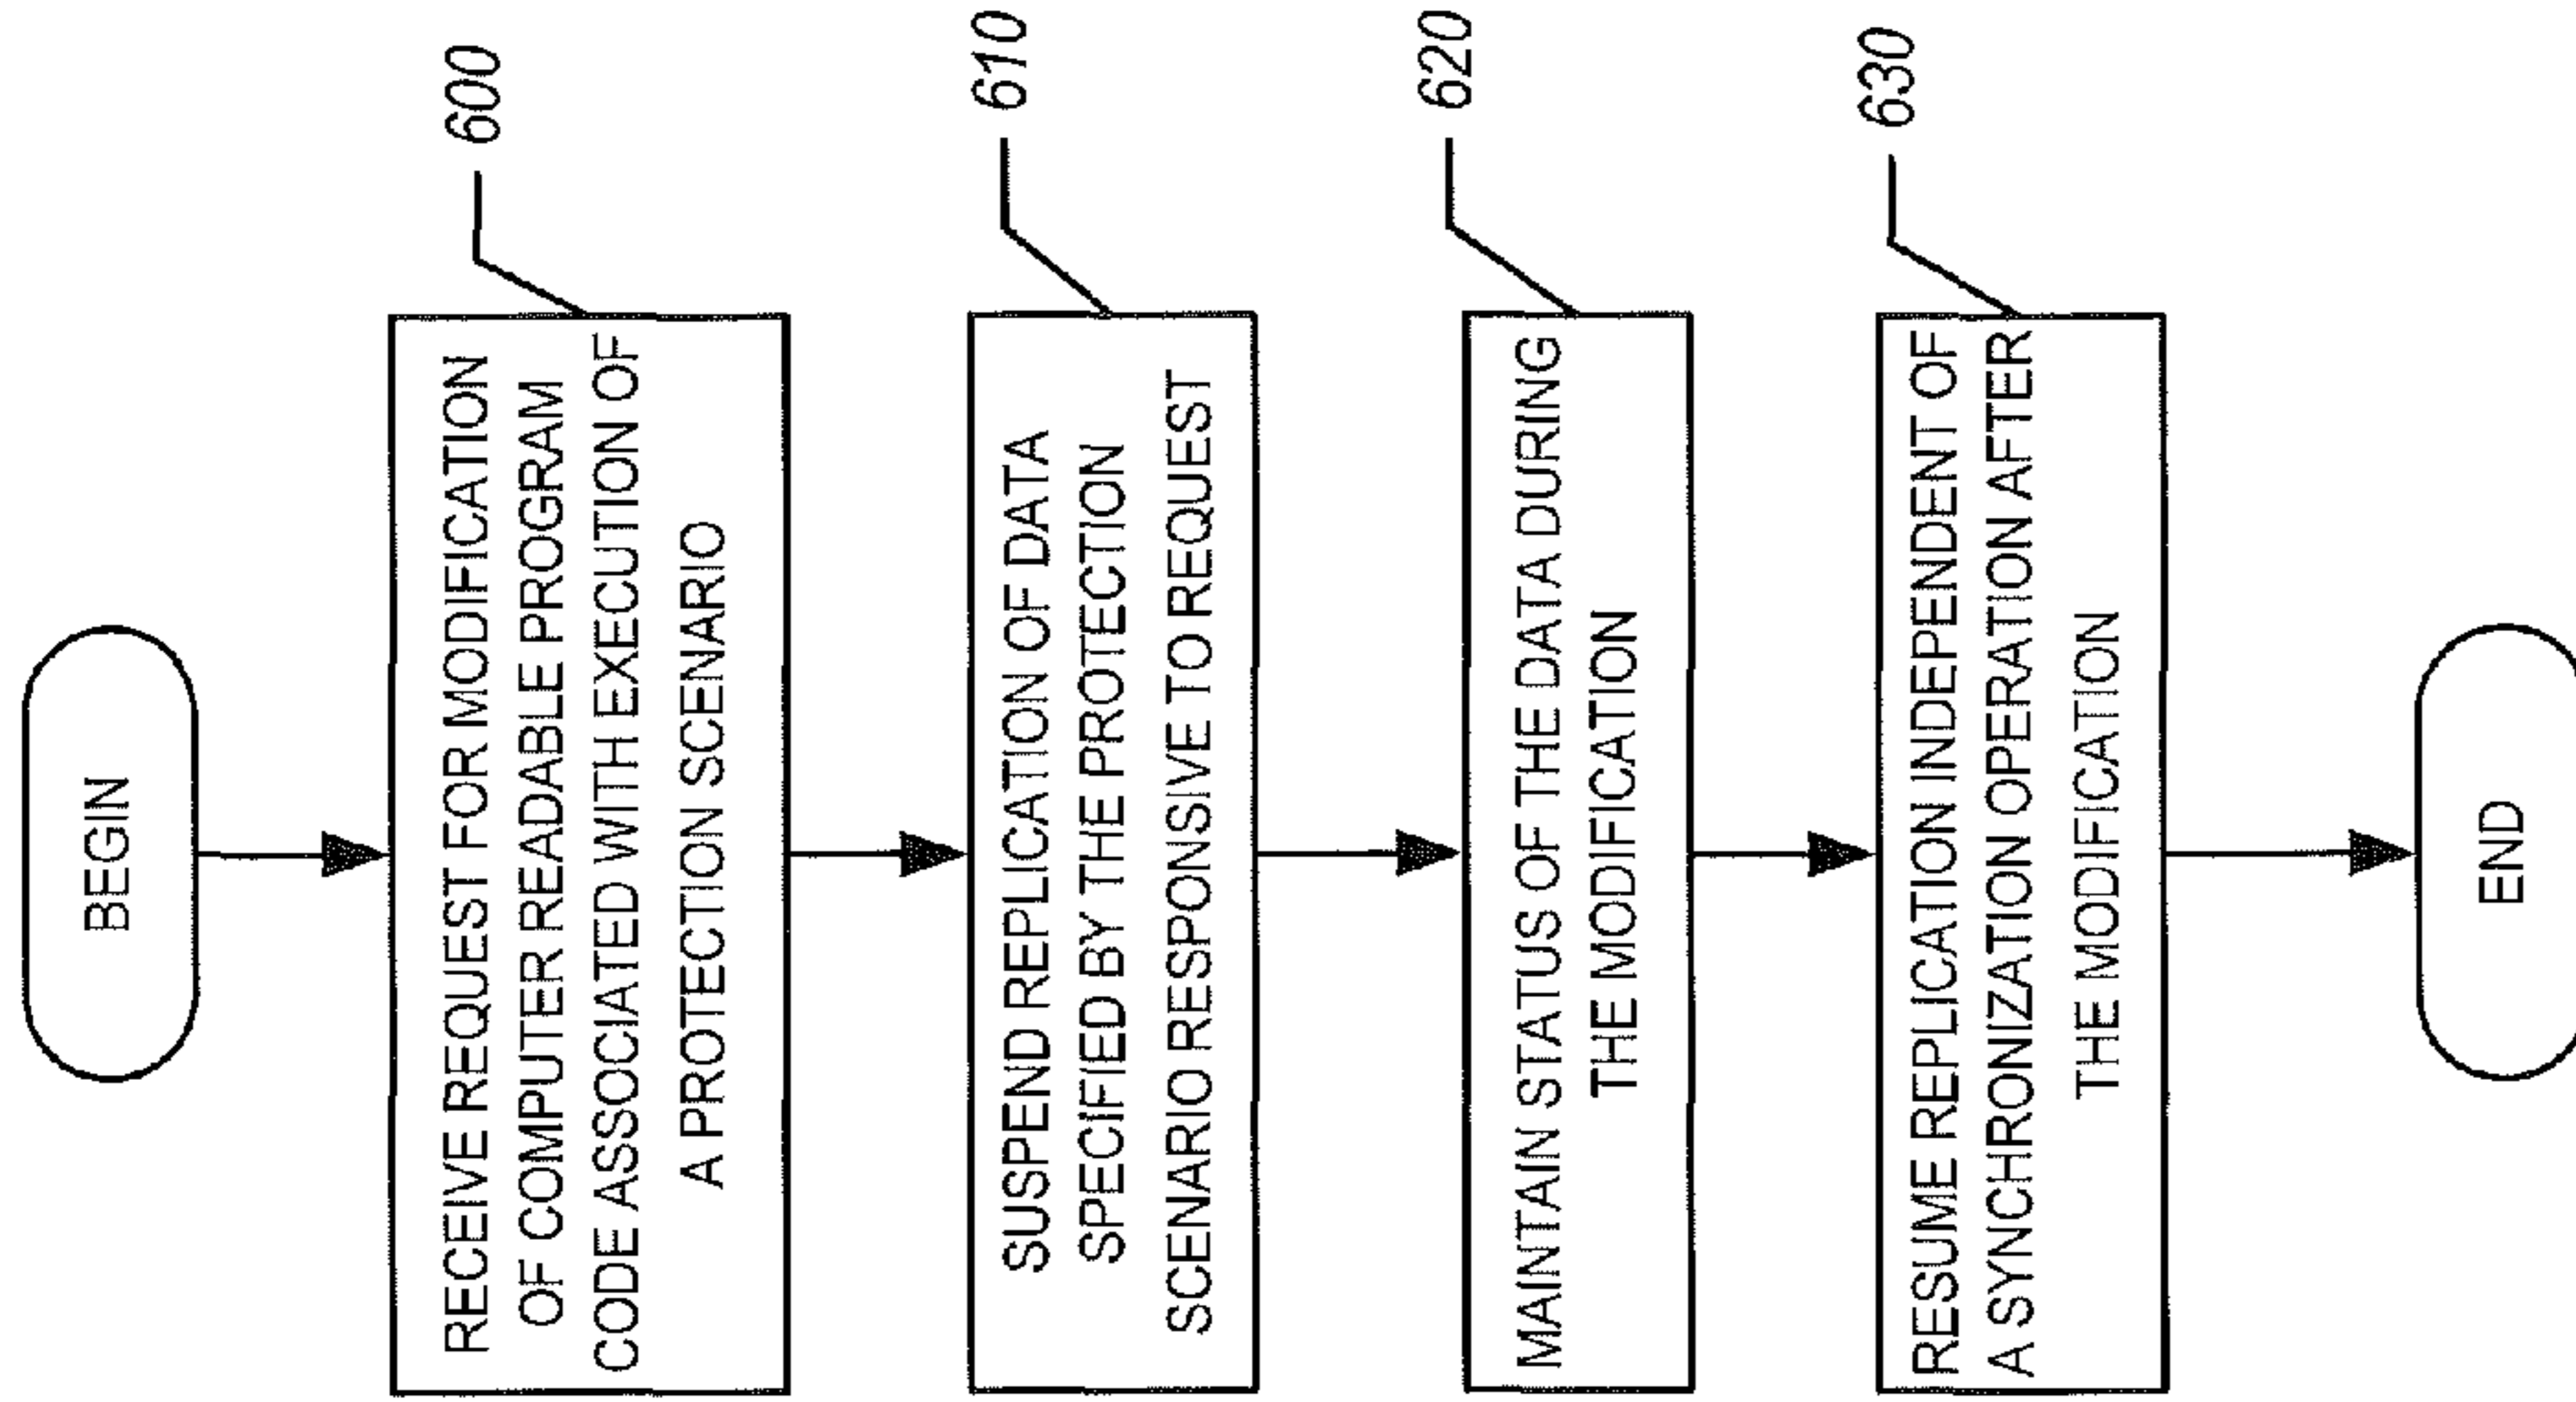 BEGIN
RECEIVE REQUEST FOR MODIFICATION
OF COMPUTER READABLE PROGRAM
CODE ASSOCIATED WITH EXECUTION OF
A PROTECTION SCENARIO
600
SUSPEND REPLICATION OF DATA
SPECIFIED BY THE PROTECTION
SCENARIO RESPONSIVE TO REQUEST
610
MAINTAIN STATUS OF THE DATA DURING
THE MODIFICATION
620
RESUME REPLICATION INDEPENDENT OF
A SYNCHRONIZATION OPERATION AFTER
THE MODIFICATION
630
END